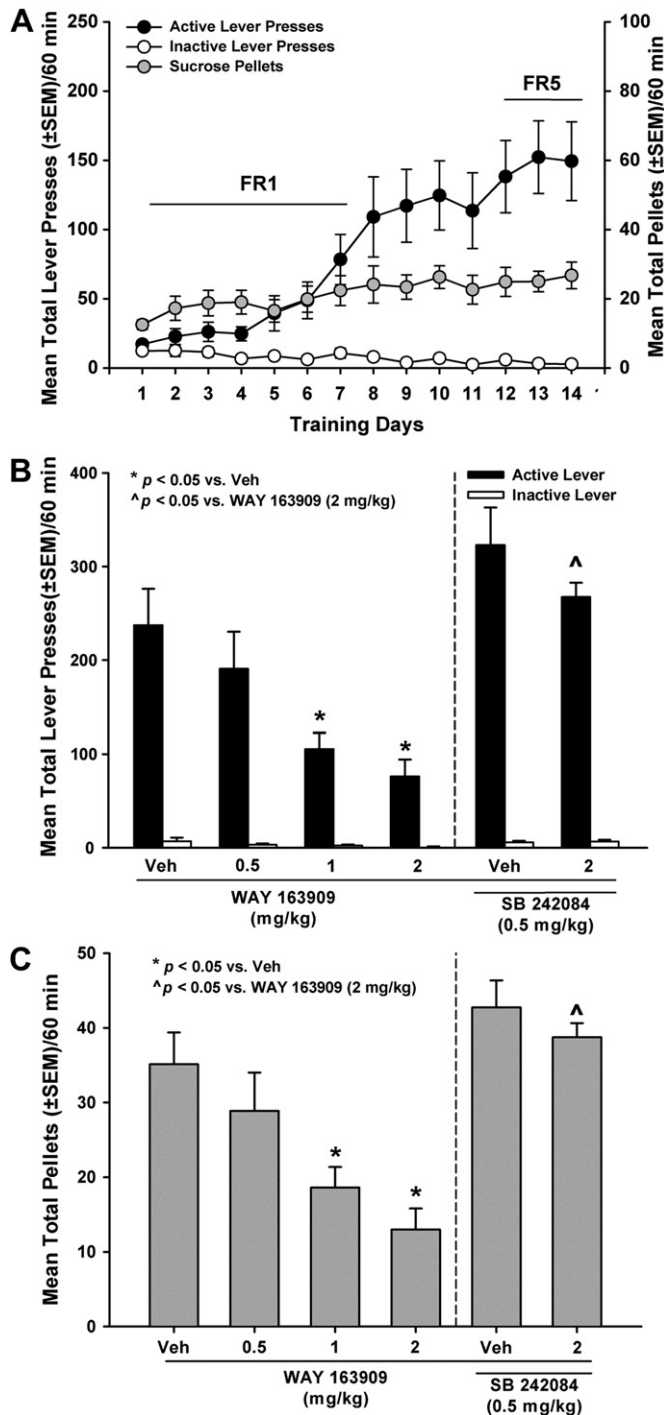 A
Mean Total Lever Presses (±SEM)/60 min
250
200
150
100
50
0
Active Lever Presses
Inactive Lever Presses
Sucrose Pellets
FR1
FR5
100
80
60
40
20
0
Mean Total Pellets (±SEM)/60 min
1 2 3 4 5 6 7 8 9 10 11 12 13 14
Training Days
B
Mean Total Lever Presses(±SEM)/60 min
400
300
200
100
0
* p < 0.05 vs. Veh
^ p < 0.05 vs. WAY 163909 (2 mg/kg)
Active Lever
Inactive Lever
* * ^
Veh 0.5 1 2 Veh 2
WAY 163909
(mg/kg)
SB 242084
(0.5 mg/kg)
C
Mean Total Pellets (±SEM)/60 min
50
40
30
20
10
0
* p < 0.05 vs. Veh
^ p < 0.05 vs. WAY 163909 (2 mg/kg)
* * ^
Veh 0.5 1 2 Veh 2
WAY 163909
(mg/kg)
SB 242084
(0.5 mg/kg)